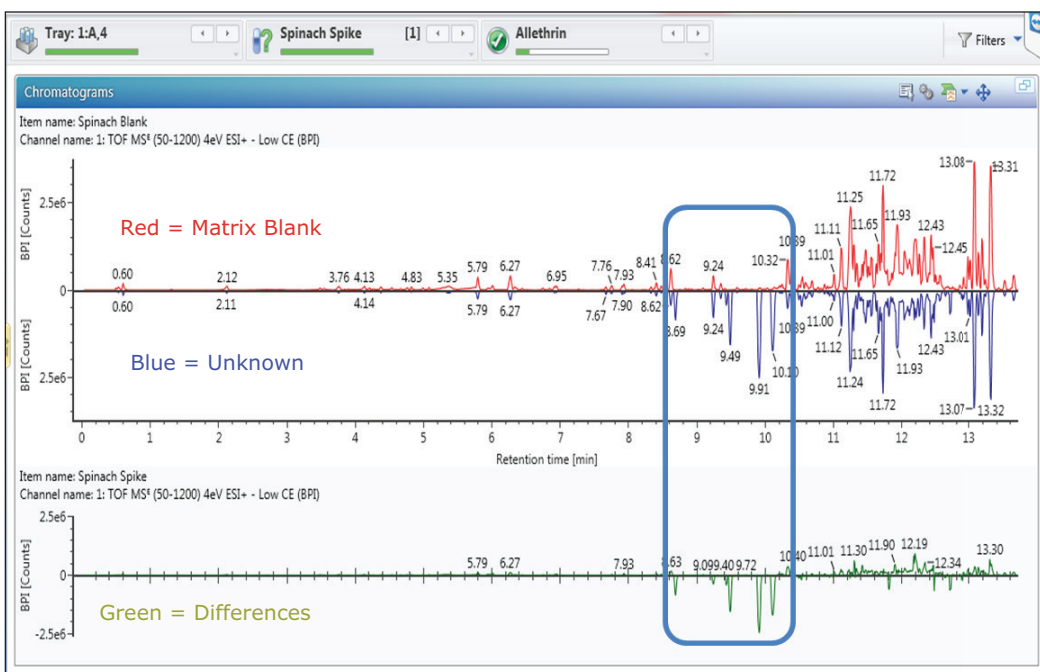 Tray: 1:A,4
Spinach Spike [1]
Allethrin
Filters
Chromatograms
Item name: Spinach Blank
Channel name: 1: TOF MSᴱ (50-1200) 4eV ESI+ - Low CE (BPI)
BPI [Counts]
2.5e6
0
Red = Matrix Blank
0.60 2.12 3.76 4.13 4.83 5.35 5.79 6.27 6.95 7.76 7.93 8.41 8.62 9.24 10.32 10.39 11.01 11.11 11.25 11.65 11.72 11.93 12.43 12.45 13.08 13.31
0.60 2.11 4.14 5.79 6.27 7.67 7.90 8.62 8.69 9.24 9.49 9.91 10.10 10.39 11.00 11.12 11.24 11.65 11.72 11.93 12.43 13.01 13.07 13.32
Blue = Unknown
BPI [Counts]
2.5e6
0 1 2 3 4 5 6 7 8 9 10 11 12 13
Retention time [min]
Item name: Spinach Spike
Channel name: 1: TOF MSᴱ (50-1200) 4eV ESI+ - Low CE (BPI)
BPI [Counts]
2.5e6
0
-2.5e6
5.79 6.27 7.93 8.63 9.09 9.40 9.72 10.40 11.01 11.30 11.90 12.19 12.34 13.30
Green = Differences